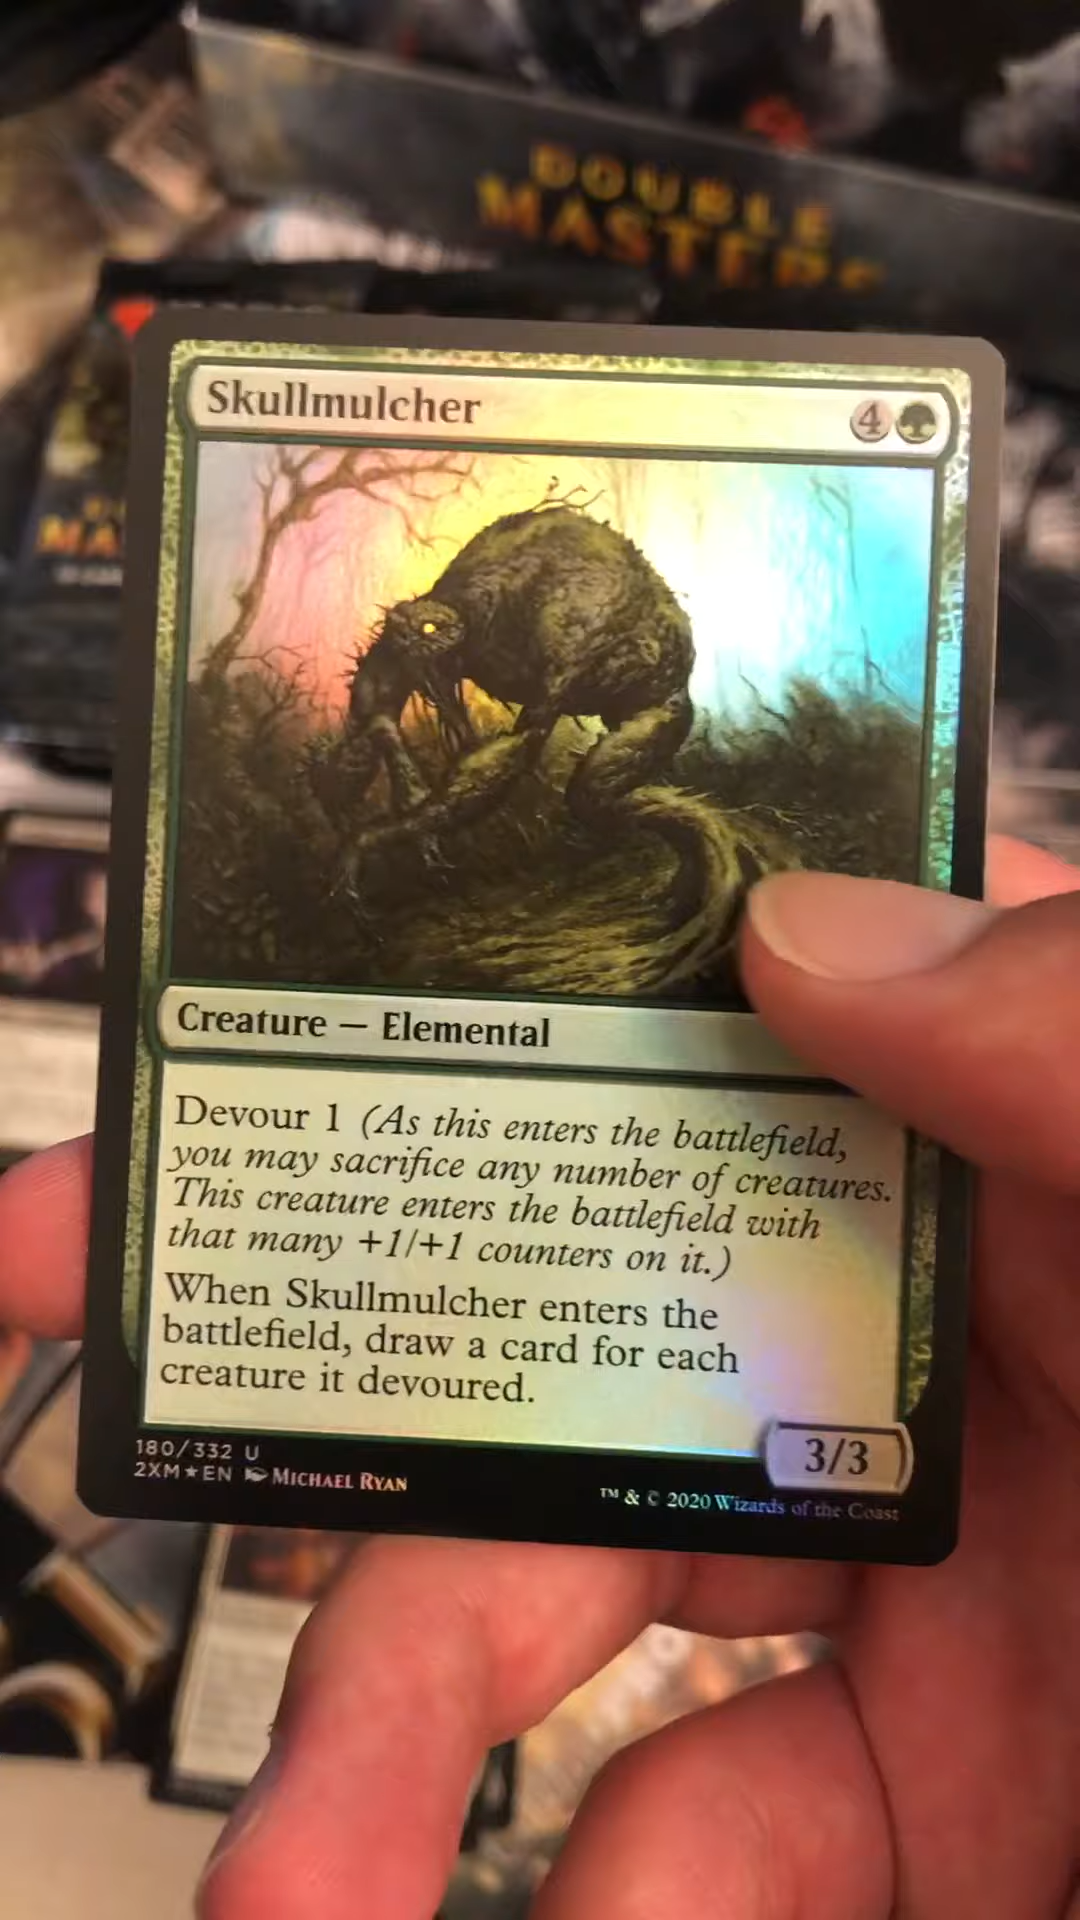 DOUBLE
MASTERS
MA
Skullmulcher
4
Creature — Elemental
Devour 1 (As this enters the battlefield,
you may sacrifice any number of creatures.
This creature enters the battlefield with
that many +1/+1 counters on it.)
When Skullmulcher enters the
battlefield, draw a card for each
creature it devoured.
3/3
180/332 U
2XM★EN Michael Ryan
™ & © 2020 Wizards of the Coast